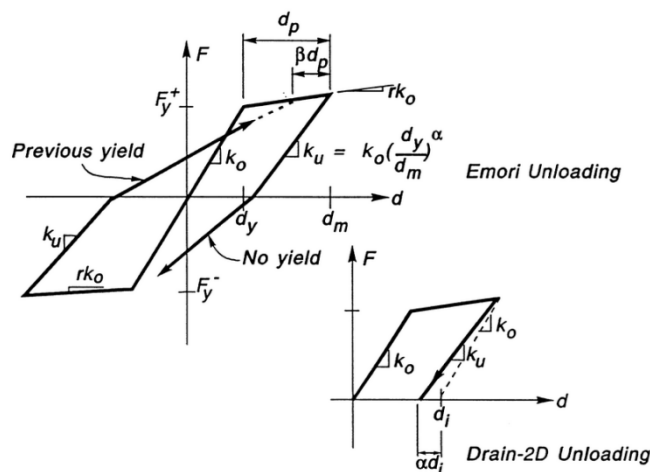 d_p
F
βd_p
F_y^+
rk_o
Previous yield
k_o
k_u = k_o(d_y/d_m)^α
Emori Unloading
d_y
d_m
d
k_u
No yield
rk_o
F_y^-
F
k_o
k_o
k_u
d_i
d
αd_i
Drain-2D Unloading